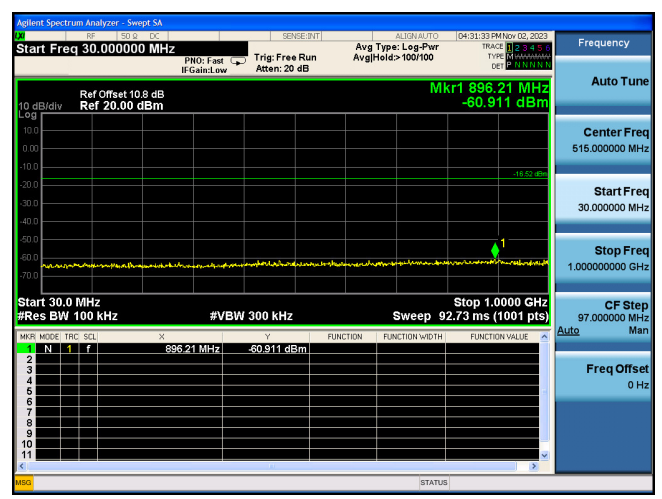 Agilent Spectrum Analyzer - Swept SA
RF 50 Ω DC SENSE:INT ALIGN AUTO 04:31:33 PM Nov 02, 2023
Start Freq 30.000000 MHz
PNO: Fast
IFGain:Low
Trig: Free Run
Atten: 20 dB
Avg Type: Log-Pwr
Avg|Hold:>100/100
TRACE 1 2 3 4 5 6
TYPE M
DET P N N N N N
Frequency
Auto Tune
Center Freq
515.000000 MHz
Start Freq
30.000000 MHz
Stop Freq
1.000000000 GHz
CF Step
97.000000 MHz
Auto Man
Freq Offset
0 Hz
Ref Offset 10.8 dB
10 dB/div Ref 20.00 dBm
Log
Mkr1 896.21 MHz
-60.911 dBm
10.0
0.00
-10.0
-16.52 dBm
-20.0
-30.0
-40.0
-50.0
1
-60.0
-70.0
Start 30.0 MHz Stop 1.0000 GHz
#Res BW 100 kHz #VBW 300 kHz Sweep 92.73 ms (1001 pts)
MKR MODE TRC SCL X Y FUNCTION FUNCTION WIDTH FUNCTION VALUE
1 N 1 f 896.21 MHz -60.911 dBm
2
3
4
5
6
7
8
9
10
11
MSG STATUS